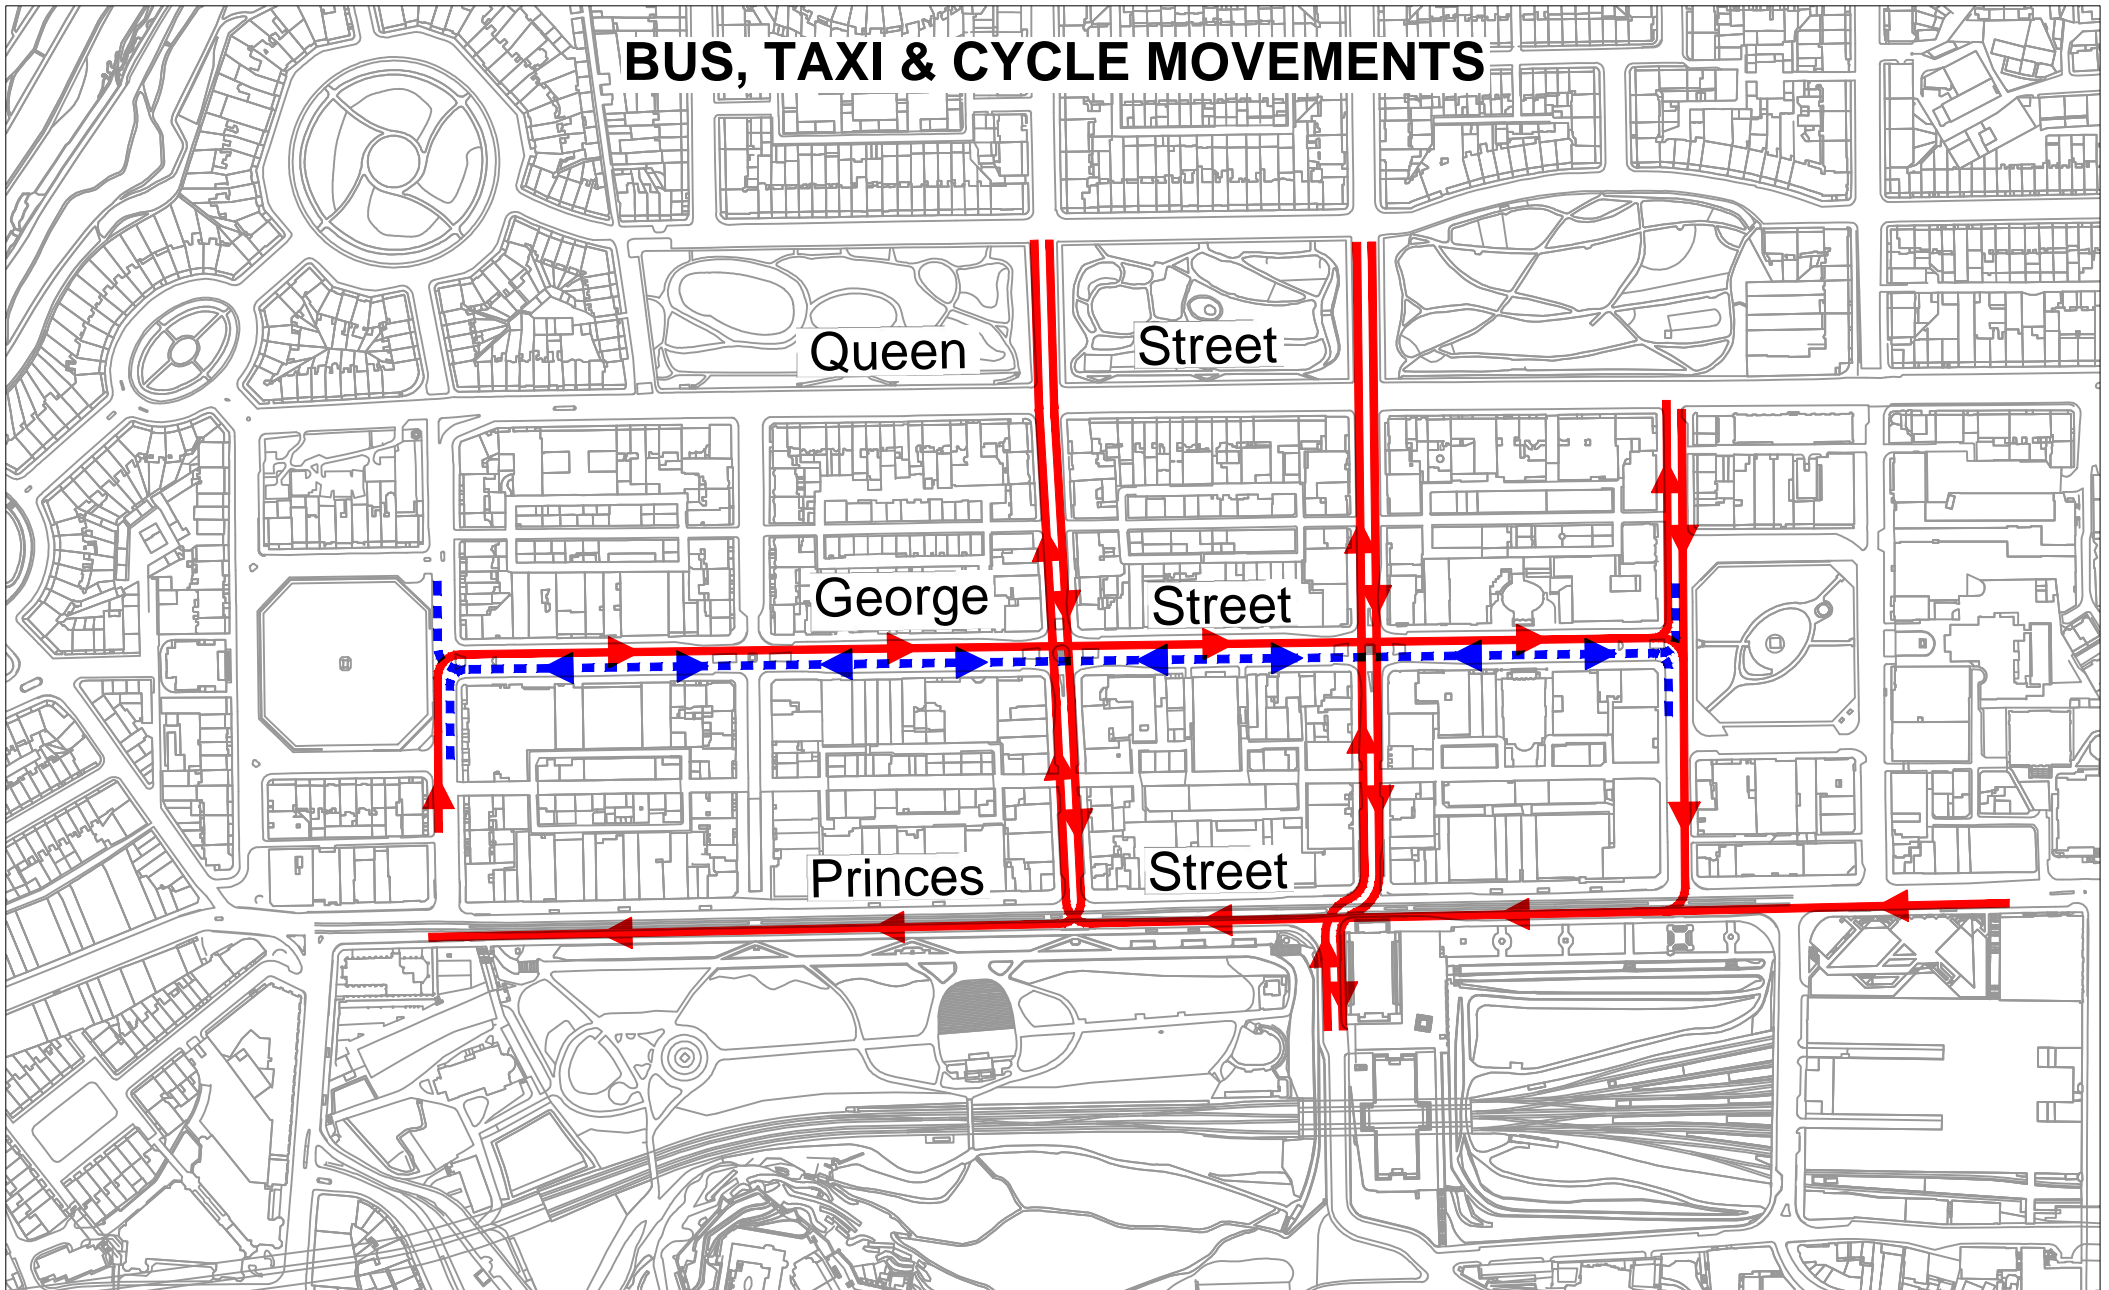 BUS, TAXI & CYCLE MOVEMENTS
Queen Street
George Street
Princes Street